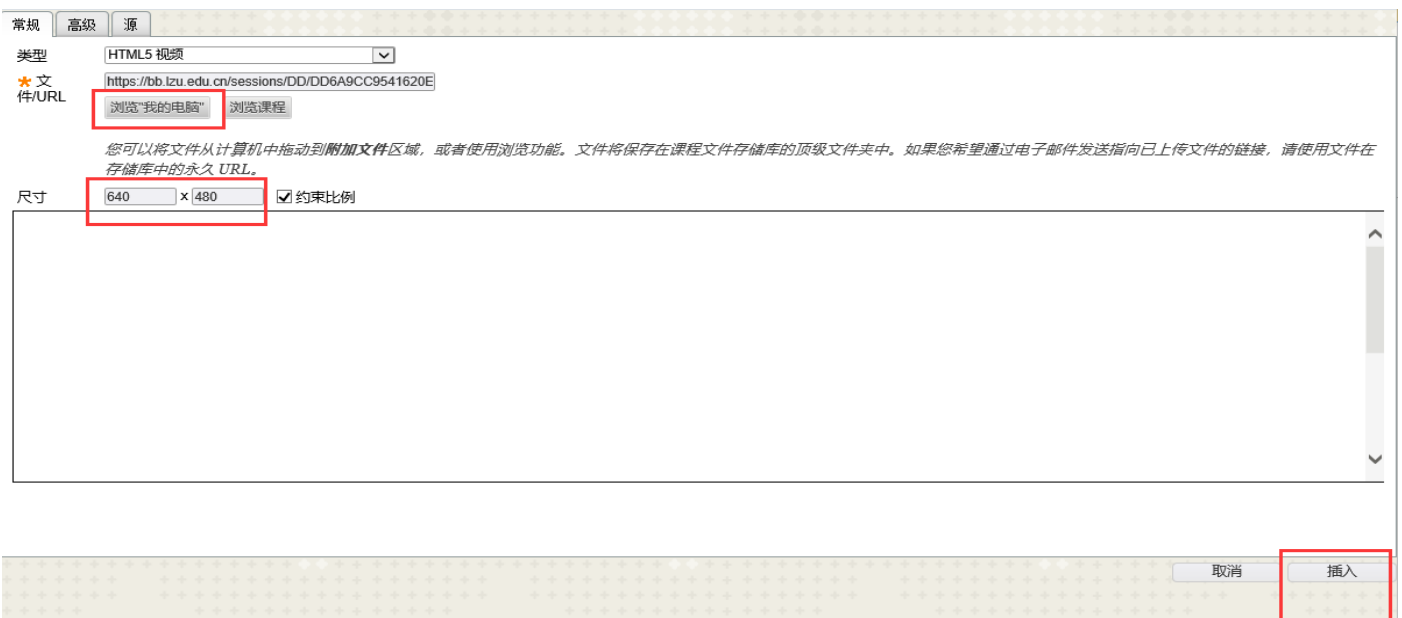 常规 高级 源
类型 HTML5 视频
* 文件/URL https://bb.lzu.edu.cn/sessions/DD/DD6A9CC9541620E
浏览"我的电脑" 浏览课程
您可以将文件从计算机中拖动到附加文件区域，或者使用浏览功能。文件将保存在课程文件存储库的顶级文件夹中。如果您希望通过电子邮件发送指向已上传文件的链接，请使用文件在
存储库中的永久 URL。
尺寸 640 x 480 约束比例
取消 插入